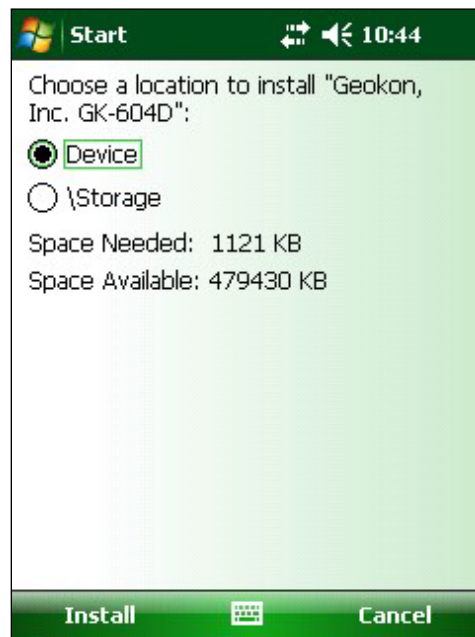 Start 10:44
Choose a location to install "Geokon,
Inc. GK-604D":
Device
\Storage
Space Needed: 1121 KB
Space Available: 479430 KB
Install Cancel